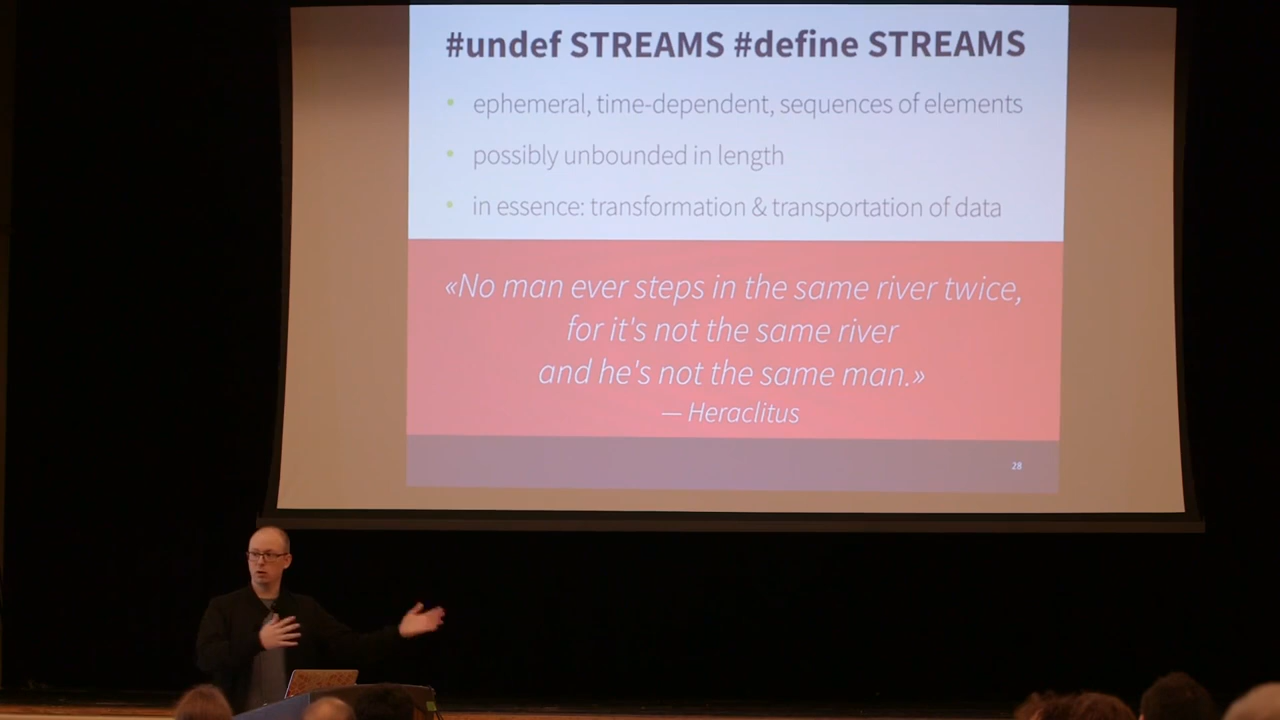 #undef STREAMS #define STREAMS
• ephemeral, time-dependent, sequences of elements
• possibly unbounded in length
• in essence: transformation & transportation of data
«No man ever steps in the same river twice,
for it's not the same river
and he's not the same man.»
— Heraclitus
28